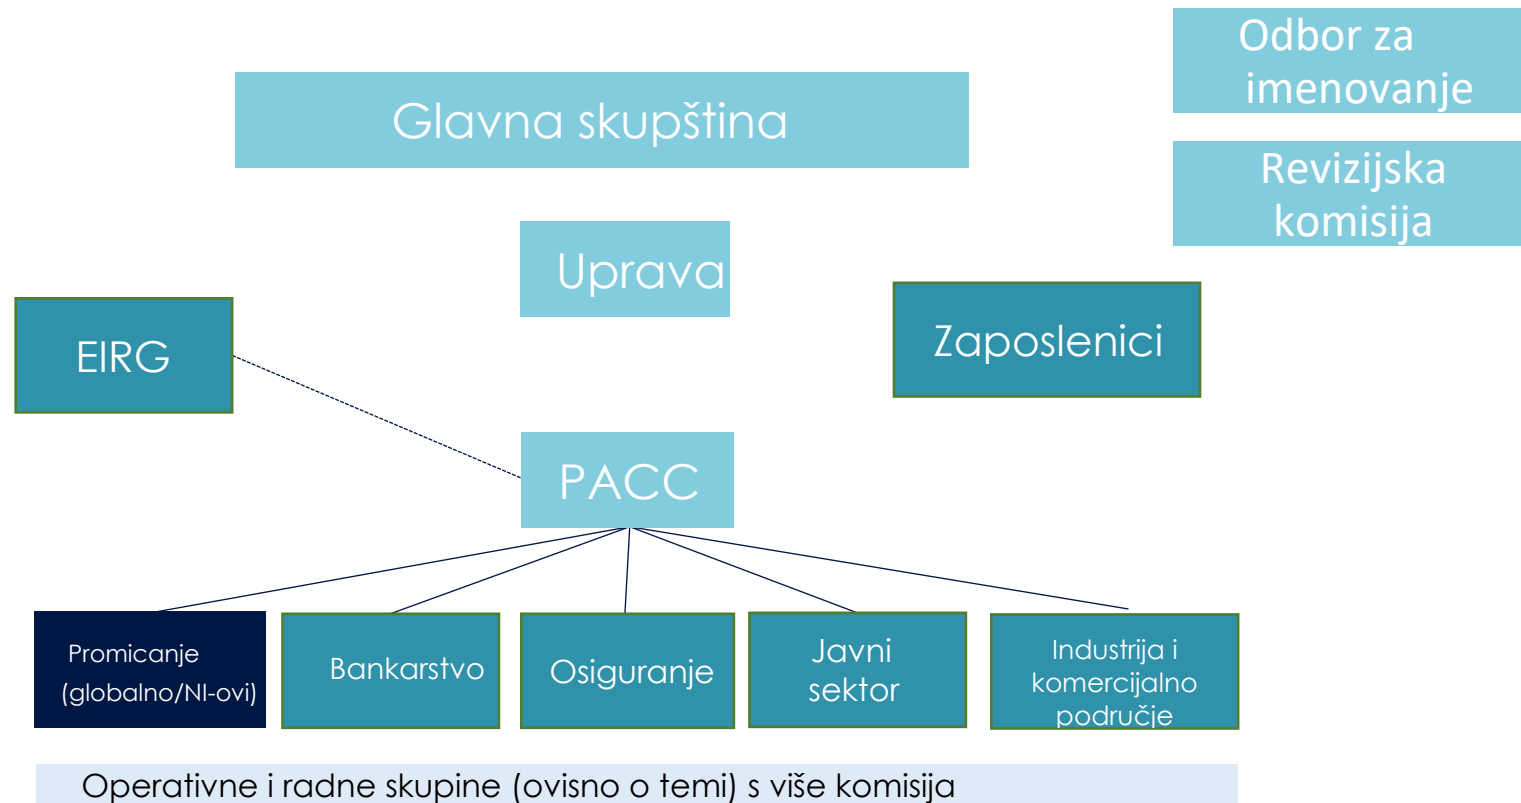 Odbor za
imenovanje
Glavna skupština
Revizijska
komisija
Uprava
Zaposlenici
EIRG
PACC
Promicanje
(globalno/NI-ovi)
Bankarstvo
Osiguranje
Javni
sektor
Industrija i
komercijalno
područje
Operativne i radne skupine (ovisno o temi) s više komisija